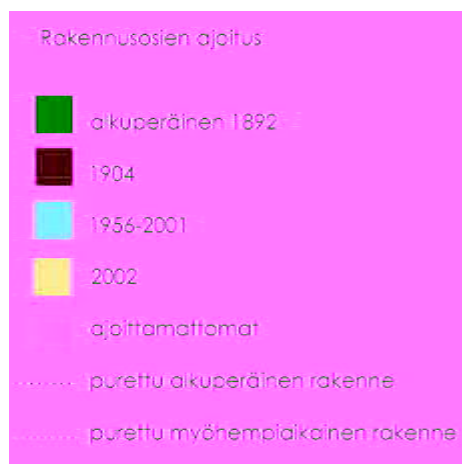 Rakennusosien ajoitus
alkuperäinen 1892
1904
1956-2001
2002
ajoittamattomat
purettu alkuperäinen rakenne
purettu myöhempiaikainen rakenne